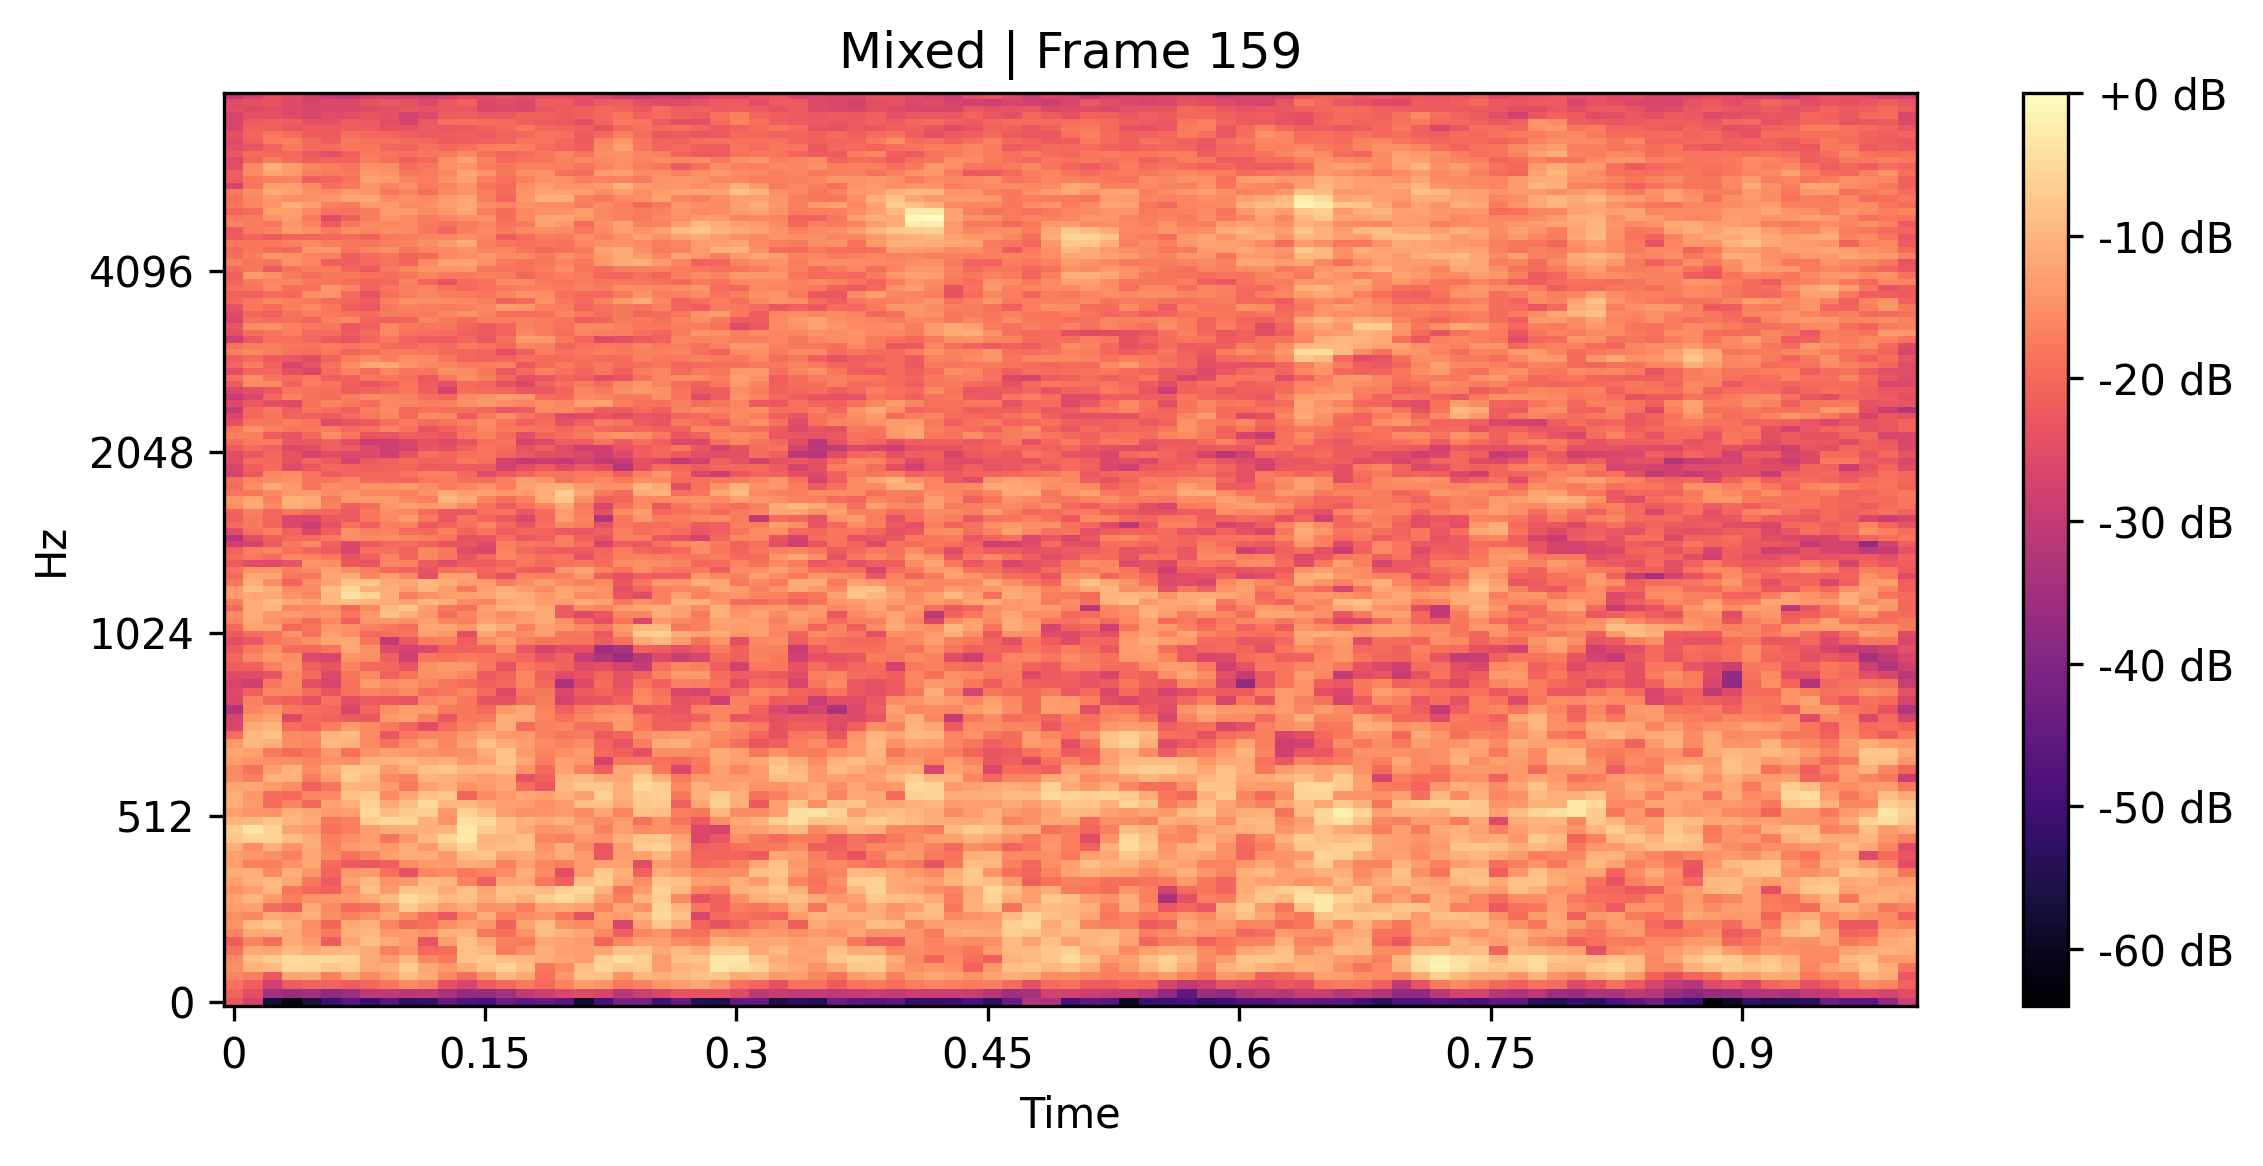 Mixed | Frame 159
Hz
4096
2048
1024
512
0
0 0.15 0.3 0.45 0.6 0.75 0.9
Time
+0 dB
-10 dB
-20 dB
-30 dB
-40 dB
-50 dB
-60 dB